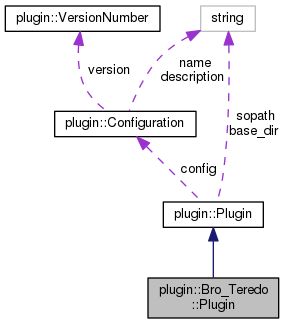 plugin::VersionNumber
string
version
name
description
plugin::Configuration
sopath
base_dir
config
plugin::Plugin
plugin::Bro_Teredo
::Plugin